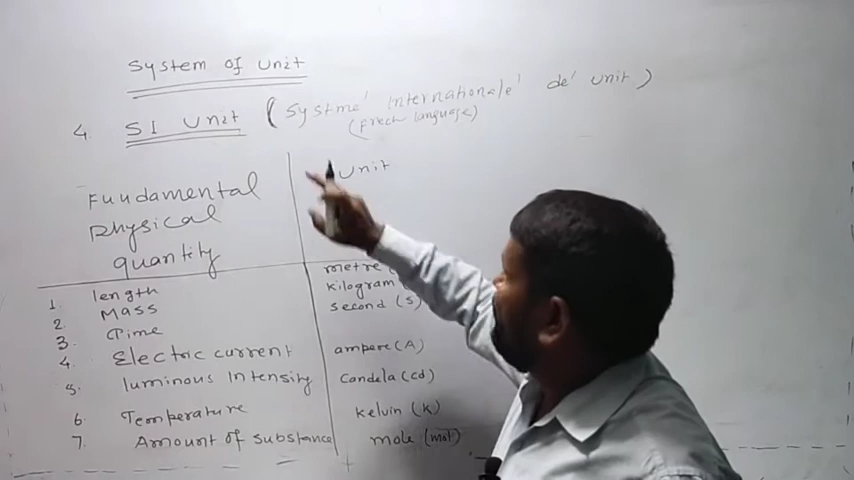 System of Unit
4. SI Unit ( Systme' Internationale' de' Unit )
(Frech language)
Fundamental Physical quantity Unit
1. length metre (
2. Mass kilogram (
3. Time second (s)
4. Electric current ampere (A)
5. luminous Intensity Candela (cd)
6. Temperature kelvin (K)
7. Amount of substance mole (mol)